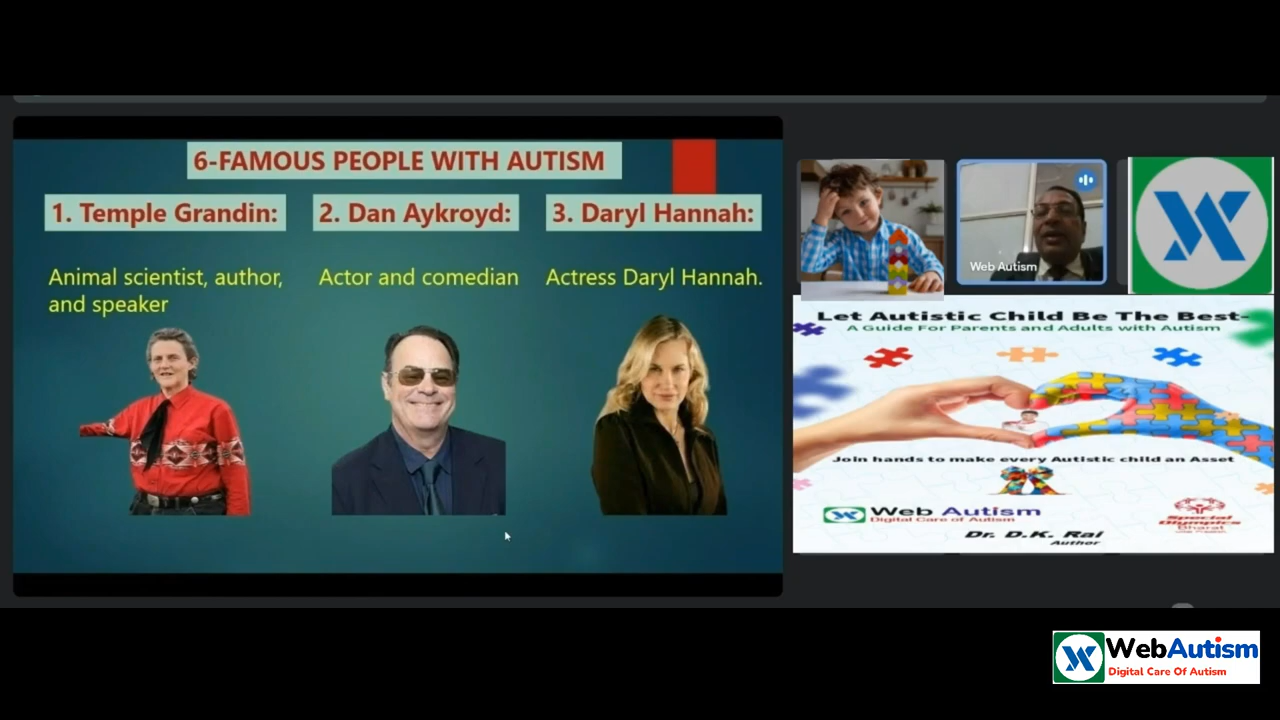 6-FAMOUS PEOPLE WITH AUTISM
1. Temple Grandin:
2. Dan Aykroyd:
3. Daryl Hannah:
Animal scientist, author,
and speaker
Actor and comedian
Actress Daryl Hannah.
Web Autism
Let Autistic Child Be The Best-
A Guide For Parents and Adults with Autism
Join hands to make every Autistic child an Asset
Web Autism
Digital Care of Autism
Special
Olympics
Bharat
Dr. D.K. Rai
Author
WebAutism
Digital Care Of Autism